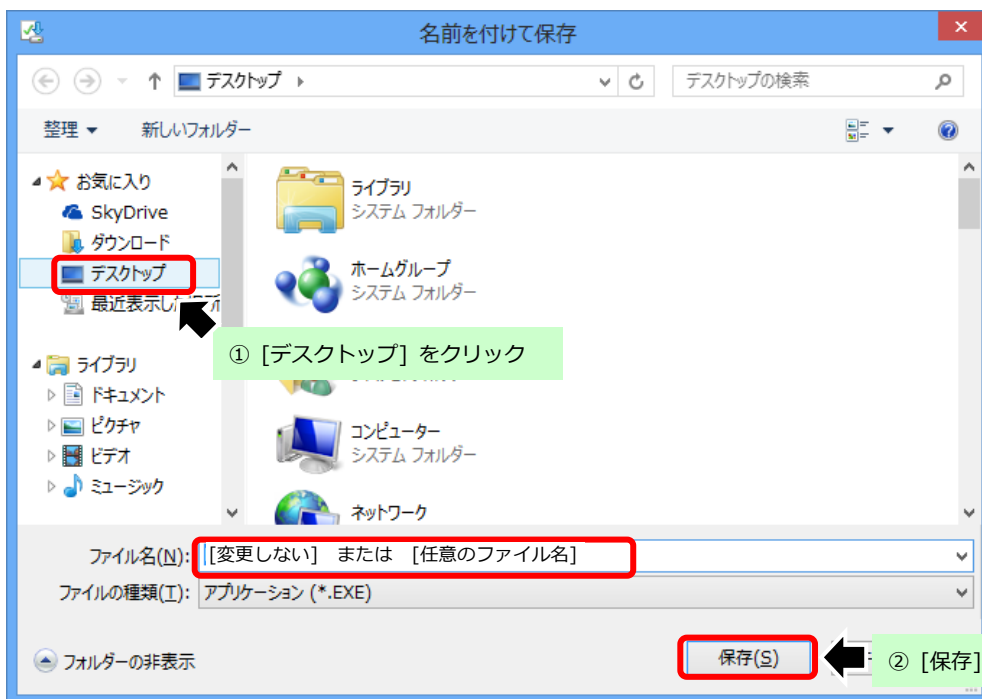 名前を付けて保存
デスクトップ
デスクトップの検索
整理
新しいフォルダー
お気に入り
SkyDrive
ダウンロード
デスクトップ
最近表示した
ライブラリ
ドキュメント
ピクチャ
ビデオ
ミュージック
ライブラリ
システム フォルダー
ホームグループ
システム フォルダー
① [デスクトップ] をクリック
コンピューター
システム フォルダー
ネットワーク
ファイル名(N): [変更しない] または [任意のファイル名]
ファイルの種類(T): アプリケーション (*.EXE)
フォルダーの非表示
保存(S)
② [保存]